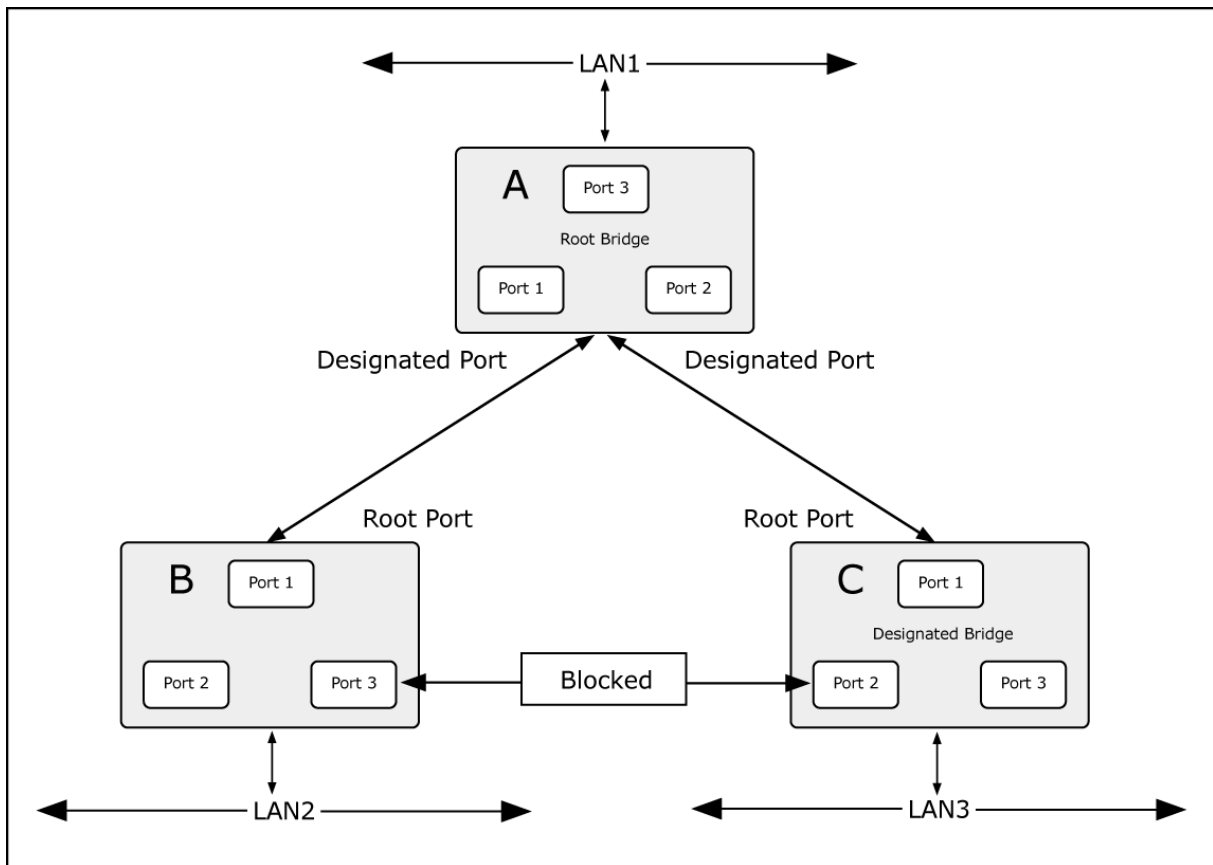 LAN1
A
Port 3
Root Bridge
Port 1
Port 2
Designated Port
Designated Port
Root Port
Root Port
B
Port 1
Port 2
Port 3
Blocked
C
Port 1
Designated Bridge
Port 2
Port 3
LAN2
LAN3